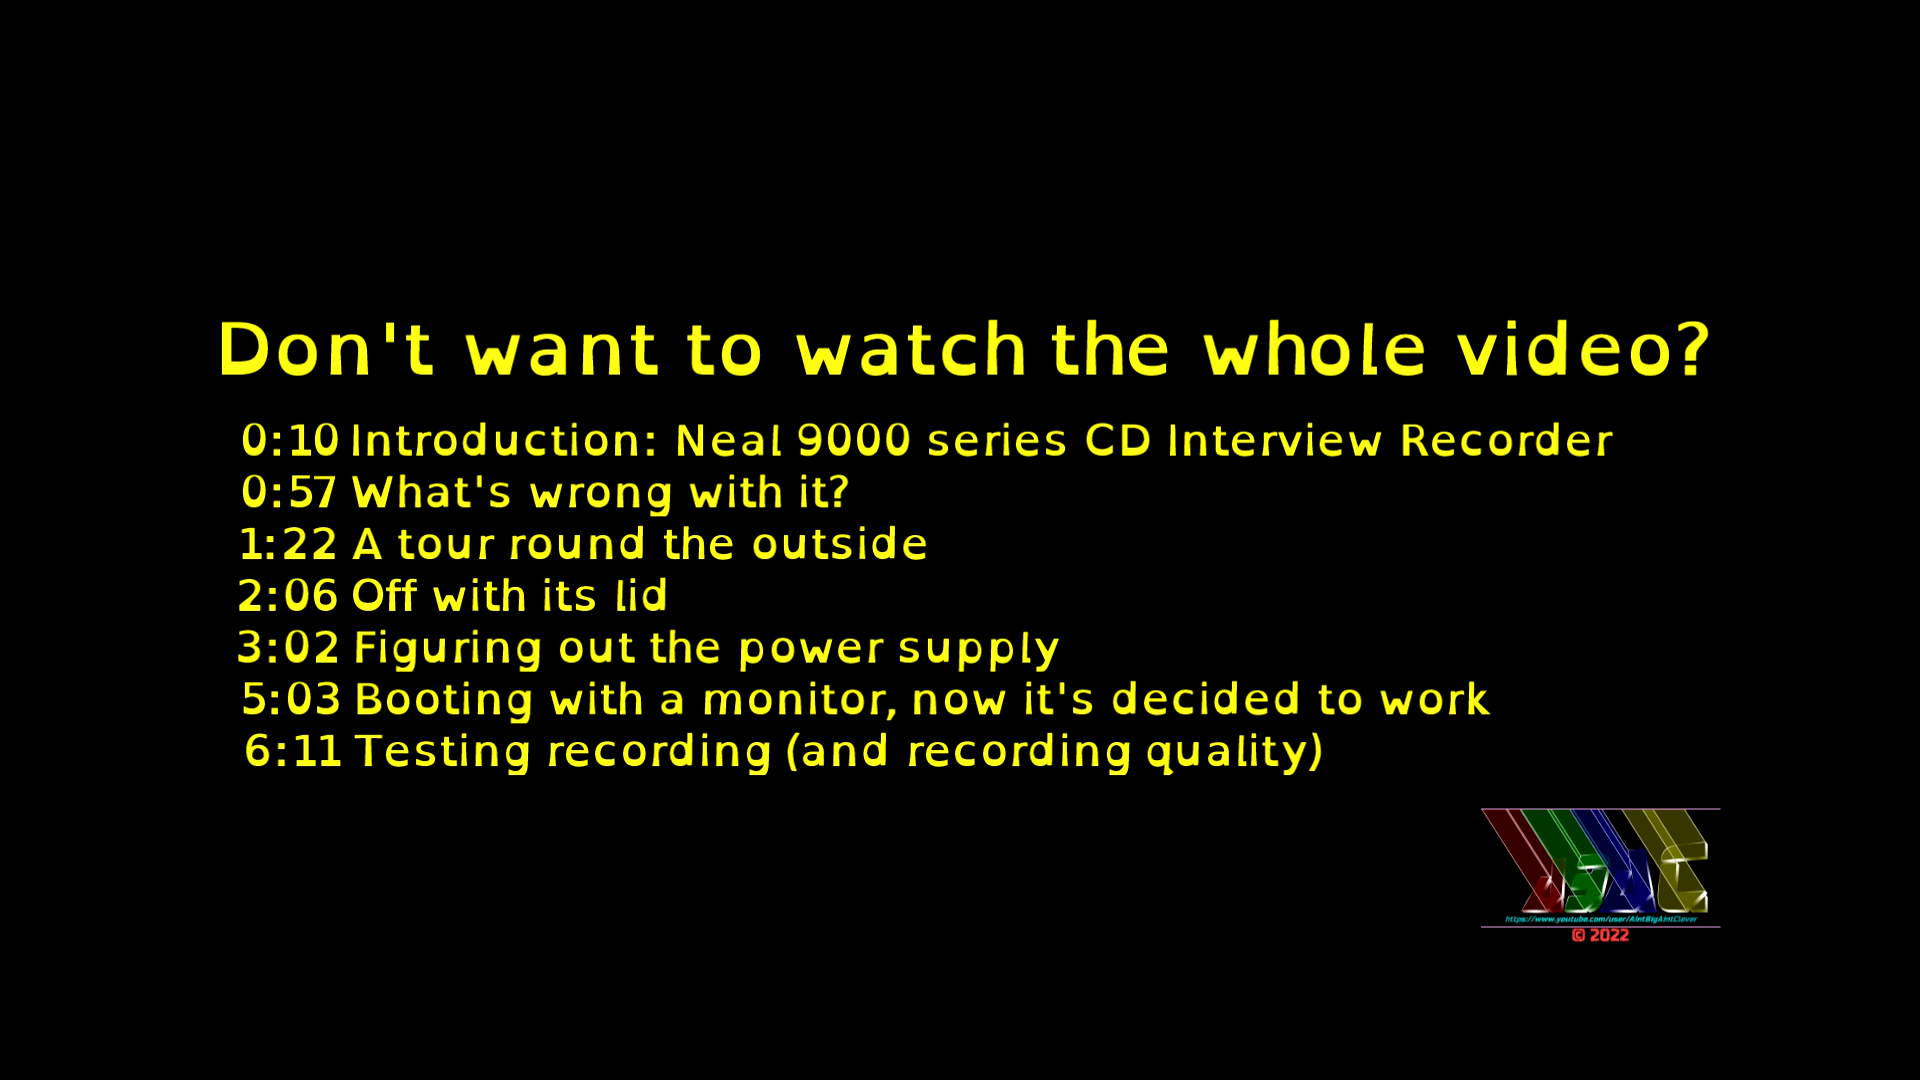 Don't want to watch the whole video?
0:10 Introduction: Neal 9000 series CD Interview Recorder
0:57 What's wrong with it?
1:22 A tour round the outside
2:06 Off with its lid
3:02 Figuring out the power supply
5:03 Booting with a monitor, now it's decided to work
6:11 Testing recording (and recording quality)
ABAC
https://www.youtube.com/user/AintBigAintClever
© 2022